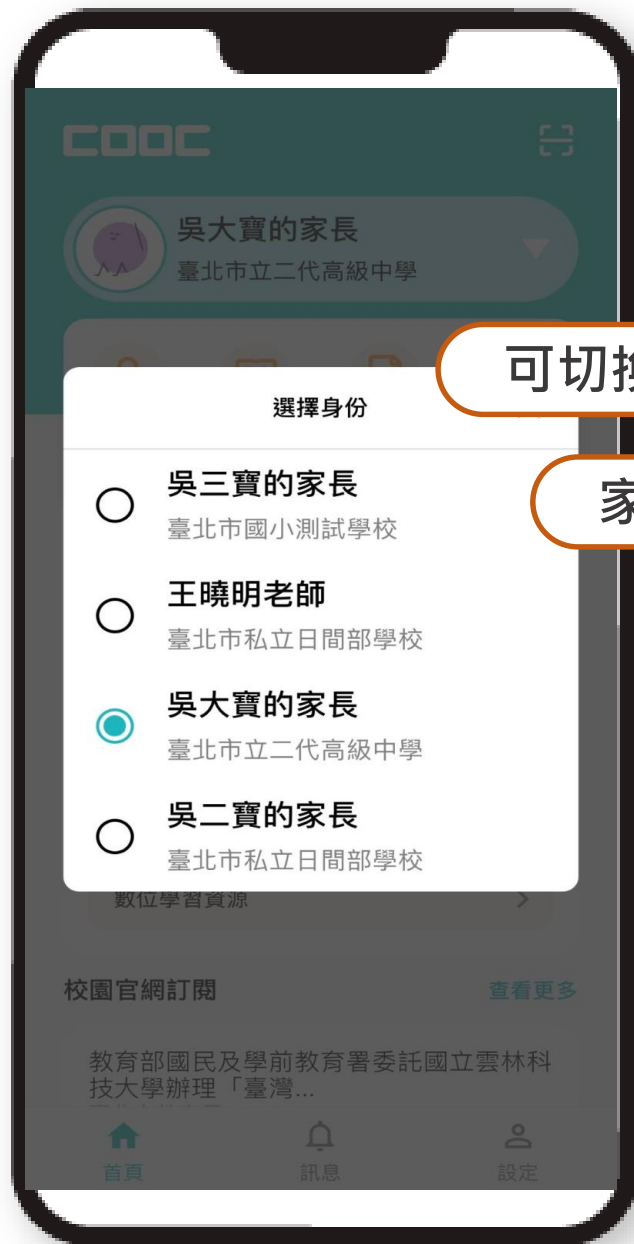 COOC
吳大寶的家長
臺北市立二代高級中學
可切換
選擇身份
家
吳三寶的家長
臺北市國小測試學校
王曉明老師
臺北市私立日間部學校
吳大寶的家長
臺北市立二代高級中學
吳二寶的家長
臺北市私立日間部學校
數位學習資源
校園官網訂閱
查看更多
教育部國民及學前教育署委託國立雲林科
技大學辦理「臺灣...
首頁
訊息
設定